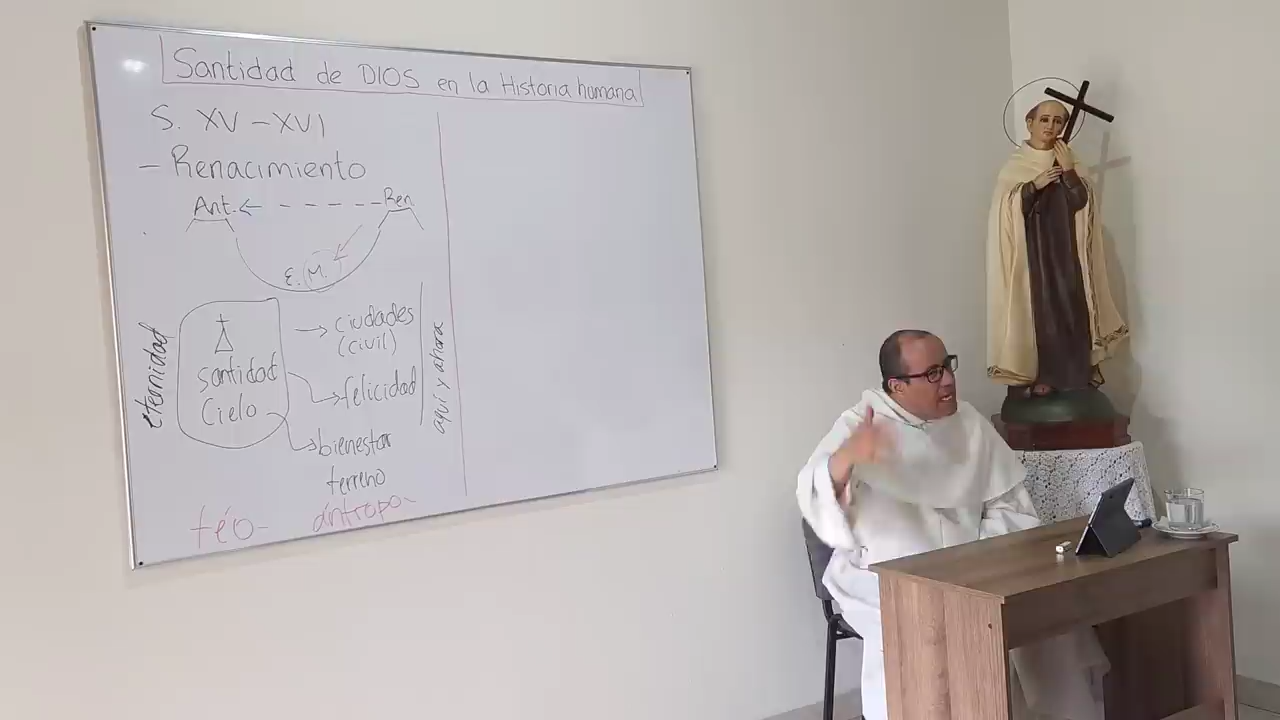 Santidad de DIOS en la Historia humana
S. XV - XVI
- Renacimiento
Ant. ← - - - - - Ren.
E. M.
eternidad
santidad
Cielo
→ ciudades
(civil)
→ felicidad
→ bienestar
terreno
aquí y ahora
téo- ántropo-